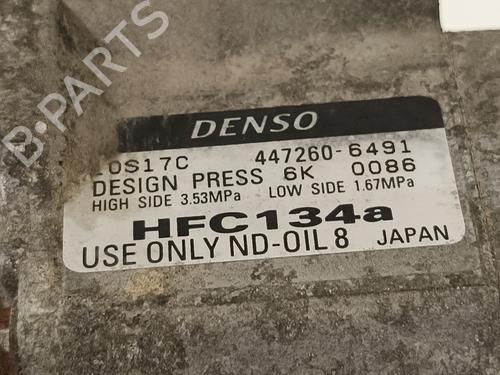 B-PARTS
DENSO
10S17C 447260-6491
DESIGN PRESS 6K 0086
HIGH SIDE 3.53MPa LOW SIDE 1.67MPa
HFC134a
USE ONLY ND-OIL 8 JAPAN